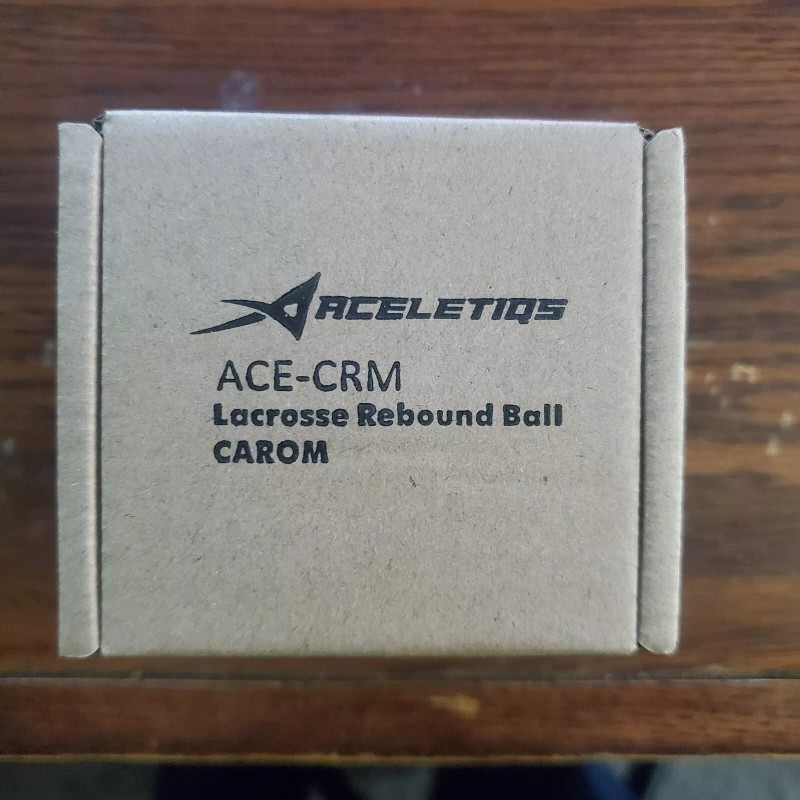 ACELETIQS
ACE-CRM
Lacrosse Rebound Ball
CAROM